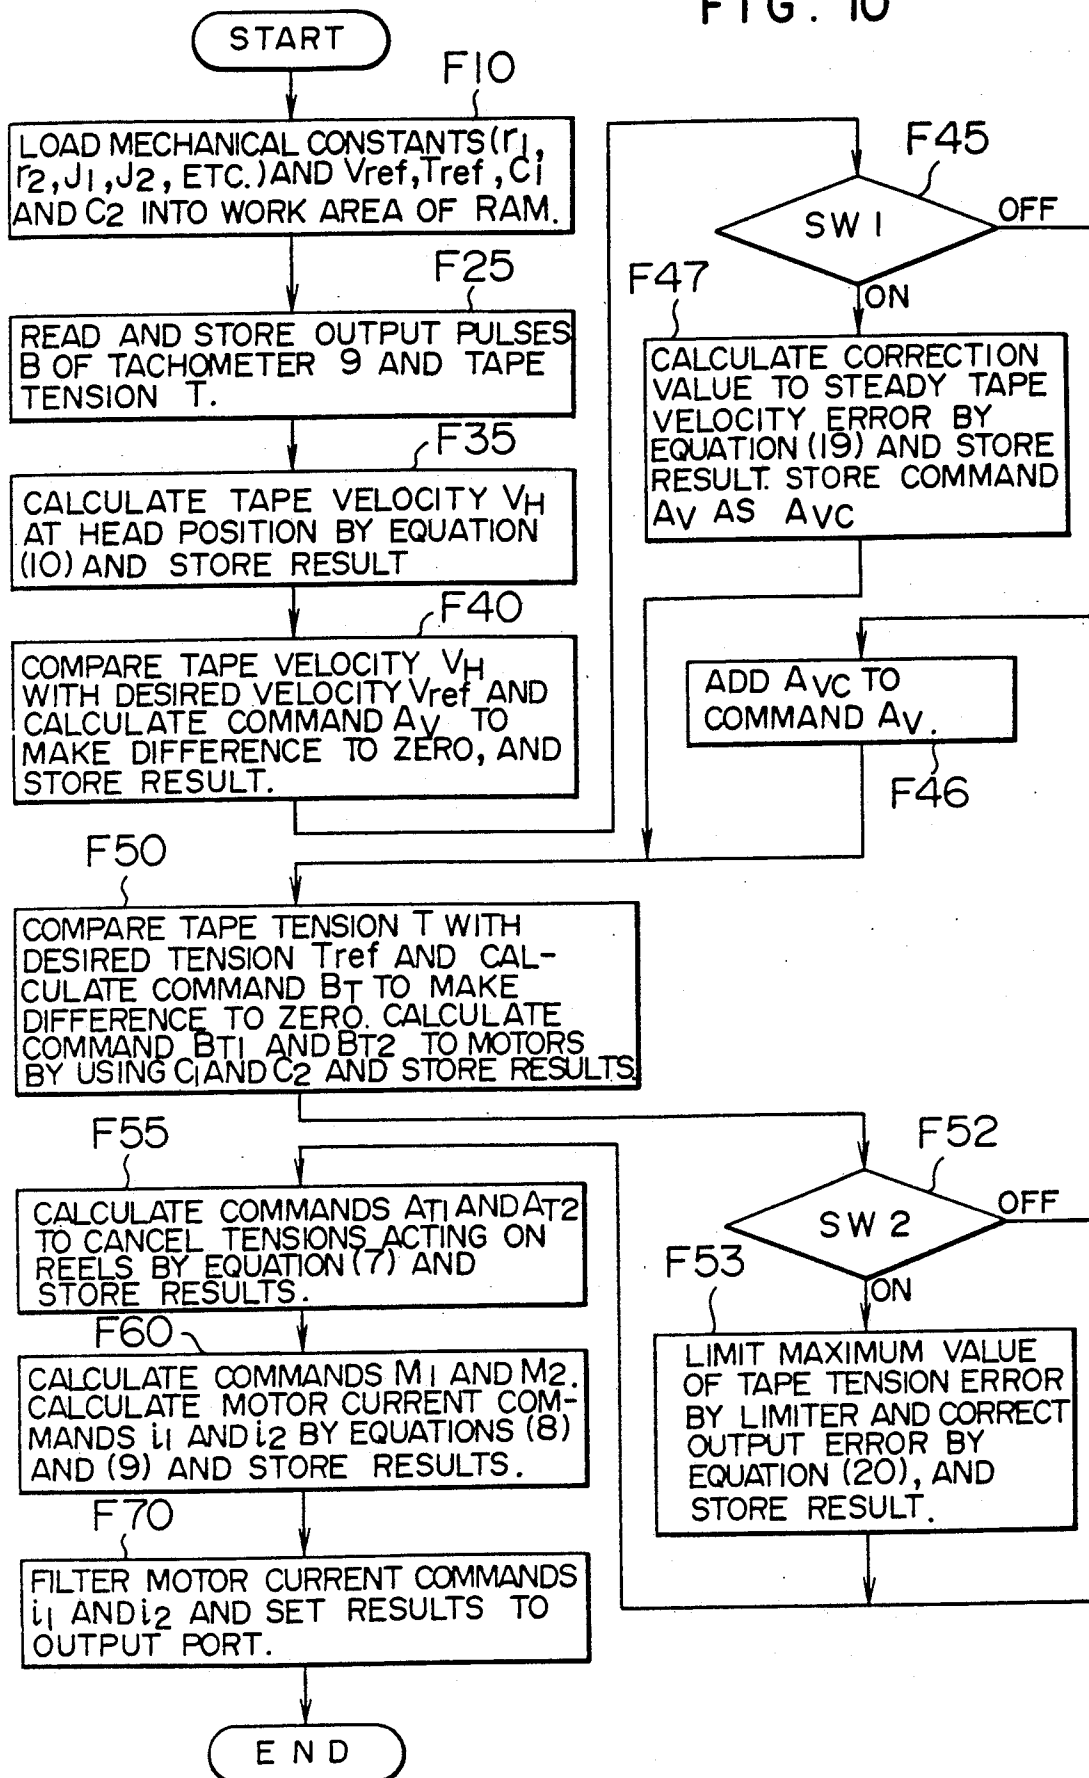 FIG. 10
START
F10
LOAD MECHANICAL CONSTANTS (r1,
r2, J1, J2, ETC.) AND Vref, Tref, C1
AND C2 INTO WORK AREA OF RAM.
F25
READ AND STORE OUTPUT PULSES
B OF TACHOMETER 9 AND TAPE
TENSION T.
F35
CALCULATE TAPE VELOCITY VH
AT HEAD POSITION BY EQUATION
(10) AND STORE RESULT
F40
COMPARE TAPE VELOCITY VH
WITH DESIRED VELOCITY Vref AND
CALCULATE COMMAND AV TO
MAKE DIFFERENCE TO ZERO, AND
STORE RESULT.
F45
SW 1
OFF
ON
F47
CALCULATE CORRECTION
VALUE TO STEADY TAPE
VELOCITY ERROR BY
EQUATION (19) AND STORE
RESULT. STORE COMMAND
AV AS AVC
ADD AVC TO
COMMAND AV.
F46
F50
COMPARE TAPE TENSION T WITH
DESIRED TENSION Tref AND CAL-
CULATE COMMAND BT TO MAKE
DIFFERENCE TO ZERO. CALCULATE
COMMAND BT1 AND BT2 TO MOTORS
BY USING C1 AND C2 AND STORE RESULTS.
F52
SW 2
OFF
ON
F53
LIMIT MAXIMUM VALUE
OF TAPE TENSION ERROR
BY LIMITER AND CORRECT
OUTPUT ERROR BY
EQUATION (20), AND
STORE RESULT.
F55
CALCULATE COMMANDS AT1 AND AT2
TO CANCEL TENSIONS ACTING ON
REELS BY EQUATION (7) AND
STORE RESULTS.
F60
CALCULATE COMMANDS M1 AND M2.
CALCULATE MOTOR CURRENT COM-
MANDS i1 AND i2 BY EQUATIONS (8)
AND (9) AND STORE RESULTS.
F70
FILTER MOTOR CURRENT COMMANDS
i1 AND i2 AND SET RESULTS TO
OUTPUT PORT.
END